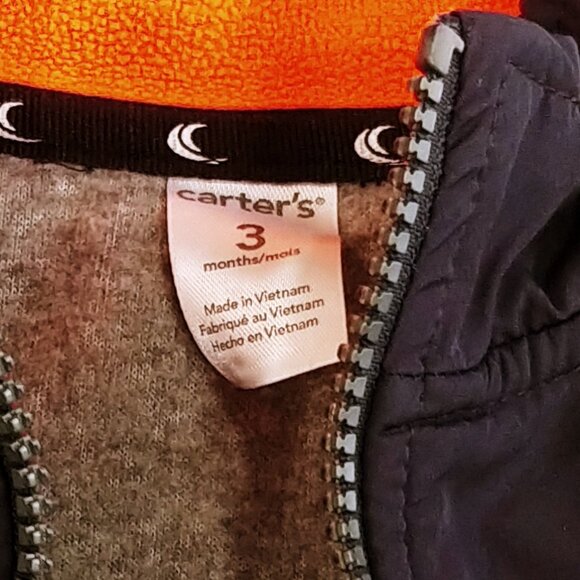 carter's®
3
months/mois
Made in Vietnam
Fabriqué au Vietnam
Hecho en Vietnam